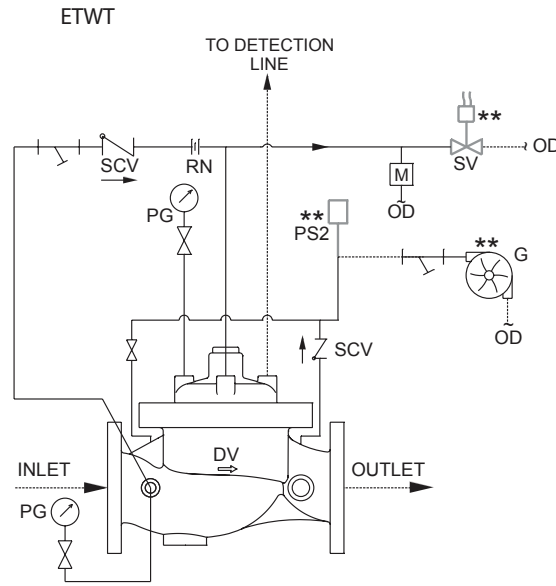 ETWT
TO DETECTION
LINE
SCV
RN
**
SV
OD
M
OD
PG
**
PS2
**
G
OD
SCV
DV
INLET
OUTLET
PG